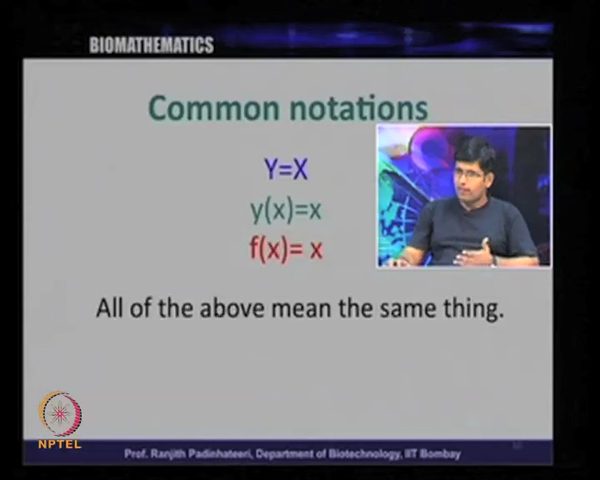 BIOMATHEMATICS
Common notations
Y=X
y(x)=x
f(x)= x
All of the above mean the same thing.
NPTEL
Prof. Ranjith Padinhateeri, Department of Biotechnology, IIT Bombay